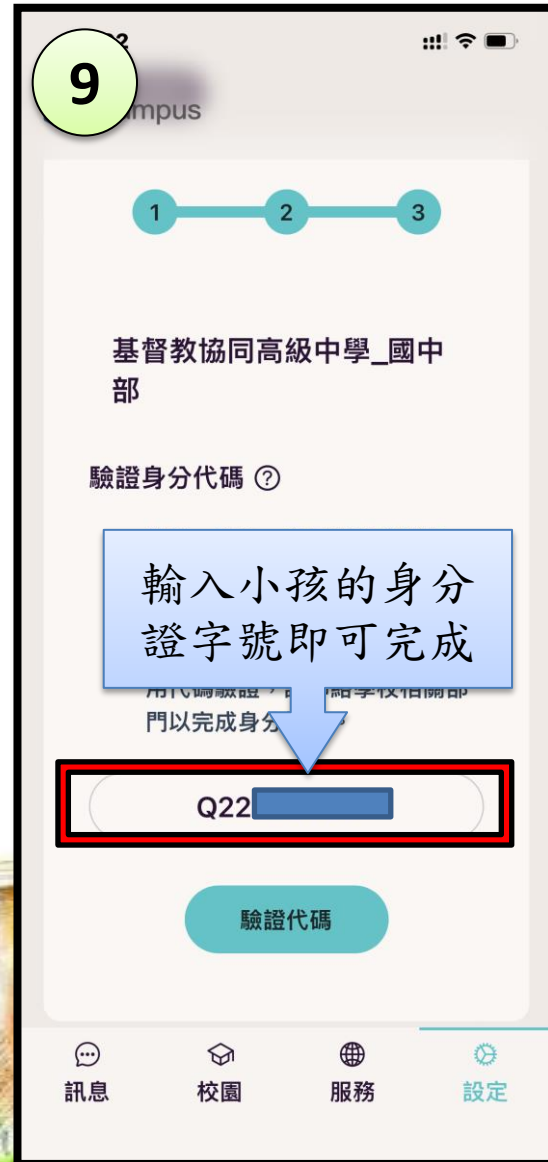 9
mpus
1 2 3
基督教協同高級中學_國中
部
驗證身分代碼
輸入小孩的身分
證字號即可完成
門以完成身分
Q22
驗證代碼
訊息 校園 服務 設定